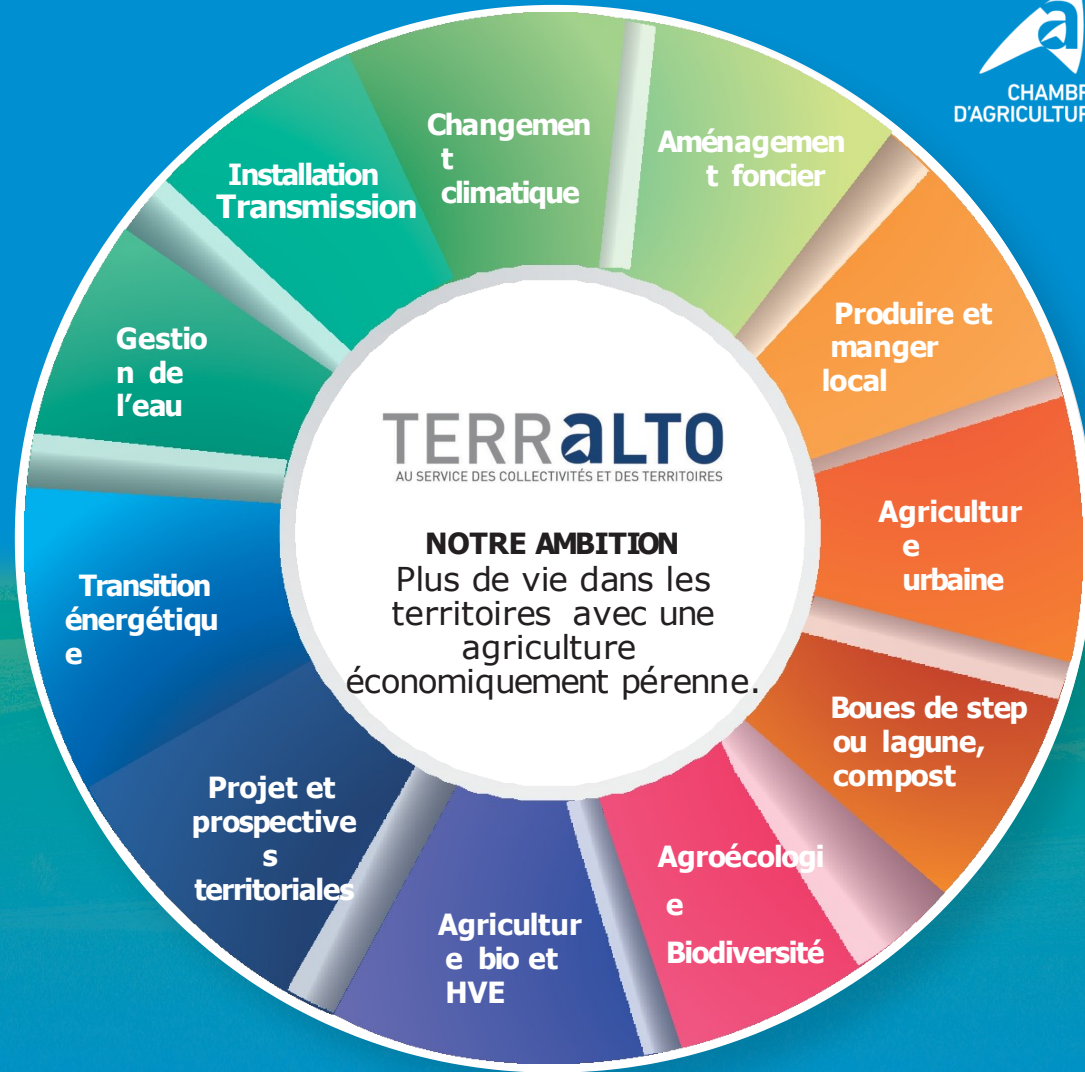 CHAMBR
D'AGRICULTUR
Changemen
t
climatique
Aménagemen
t foncier
Produire et
manger
local
Agricultur
e
urbaine
Boues de step
ou lagune,
compost
Agroécologi
e
Biodiversité
Agricultur
e bio et
HVE
Projet et
prospective
s
territoriales
Transition
énergétiqu
e
Gestio
n de
l'eau
Installation
Transmission
TERRaLTO
AU SERVICE DES COLLECTIVITÉS ET DES TERRITOIRES
NOTRE AMBITION
Plus de vie dans les
territoires avec une
agriculture
économiquement pérenne.